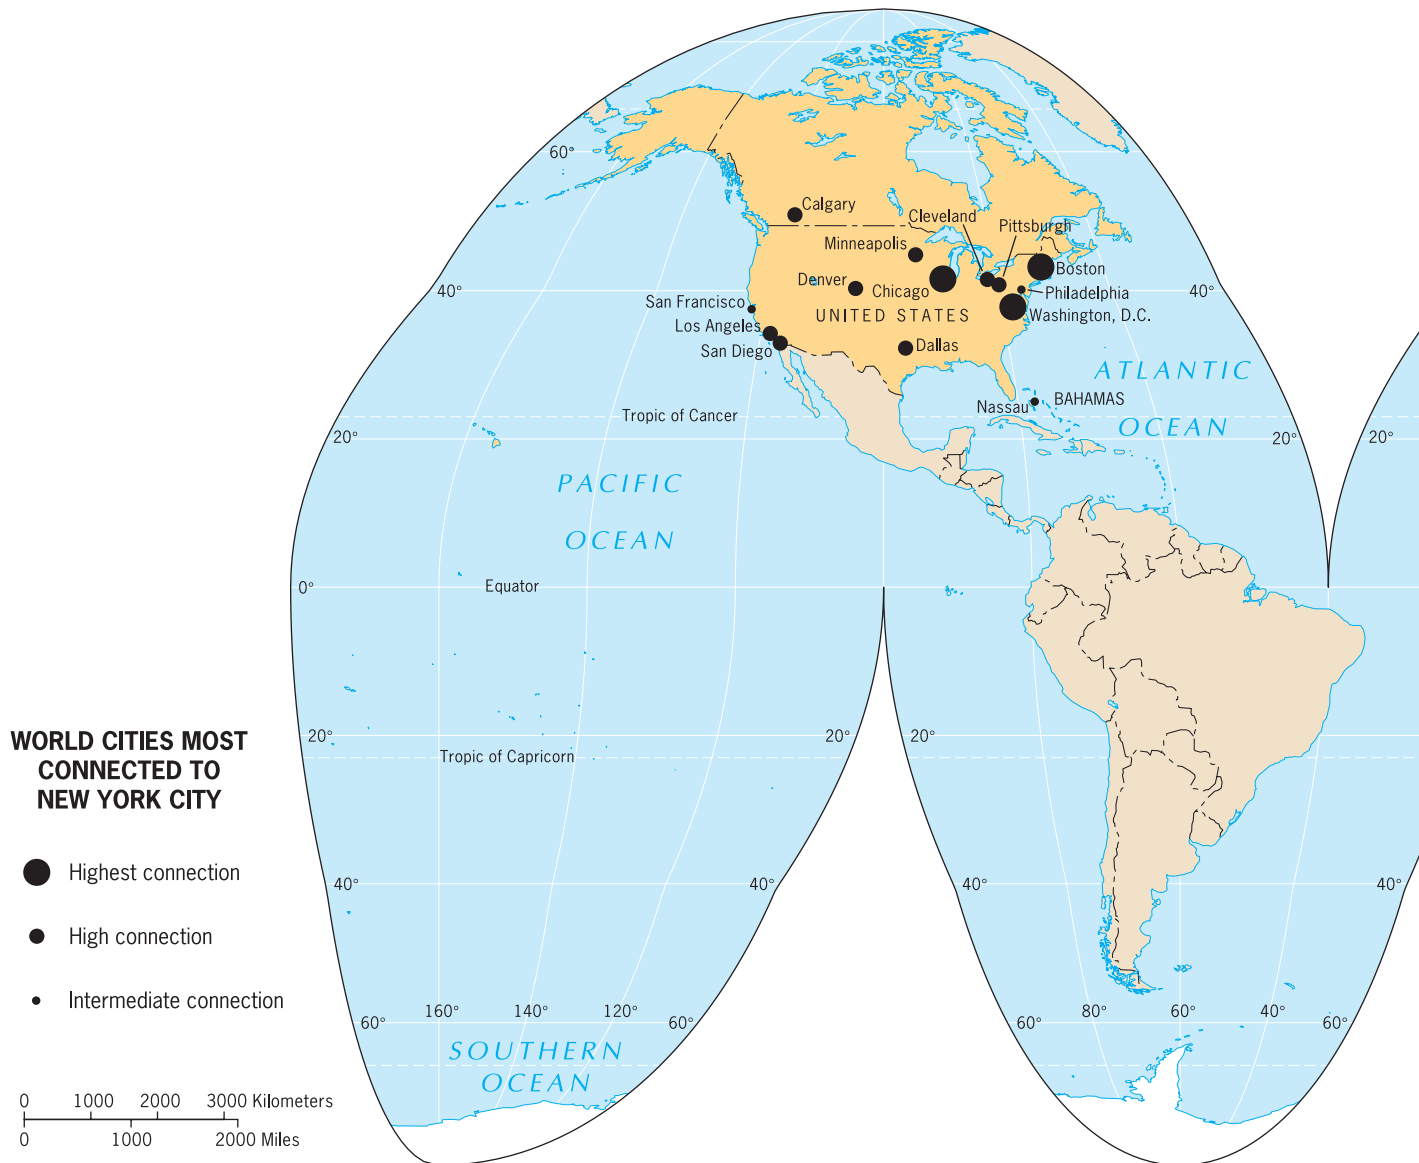 60°
Calgary
Cleveland
Pittsburgh
Minneapolis
Boston
Denver
Chicago
Philadelphia
40°
40°
San Francisco
UNITED STATES
Washington, D.C.
Los Angeles
San Diego
Dallas
ATLANTIC
OCEAN
Nassau
BAHAMAS
Tropic of Cancer
20°
20°
20°
PACIFIC
OCEAN
0°
Equator
20°
20°
20°
Tropic of Capricorn
WORLD CITIES MOST
CONNECTED TO
NEW YORK CITY
Highest connection
High connection
Intermediate connection
40°
40°
40°
40°
160°
140°
120°
60°
60°
60°
80°
60°
40°
60°
SOUTHERN
OCEAN
0 1000 2000 3000 Kilometers
0 1000 2000 Miles